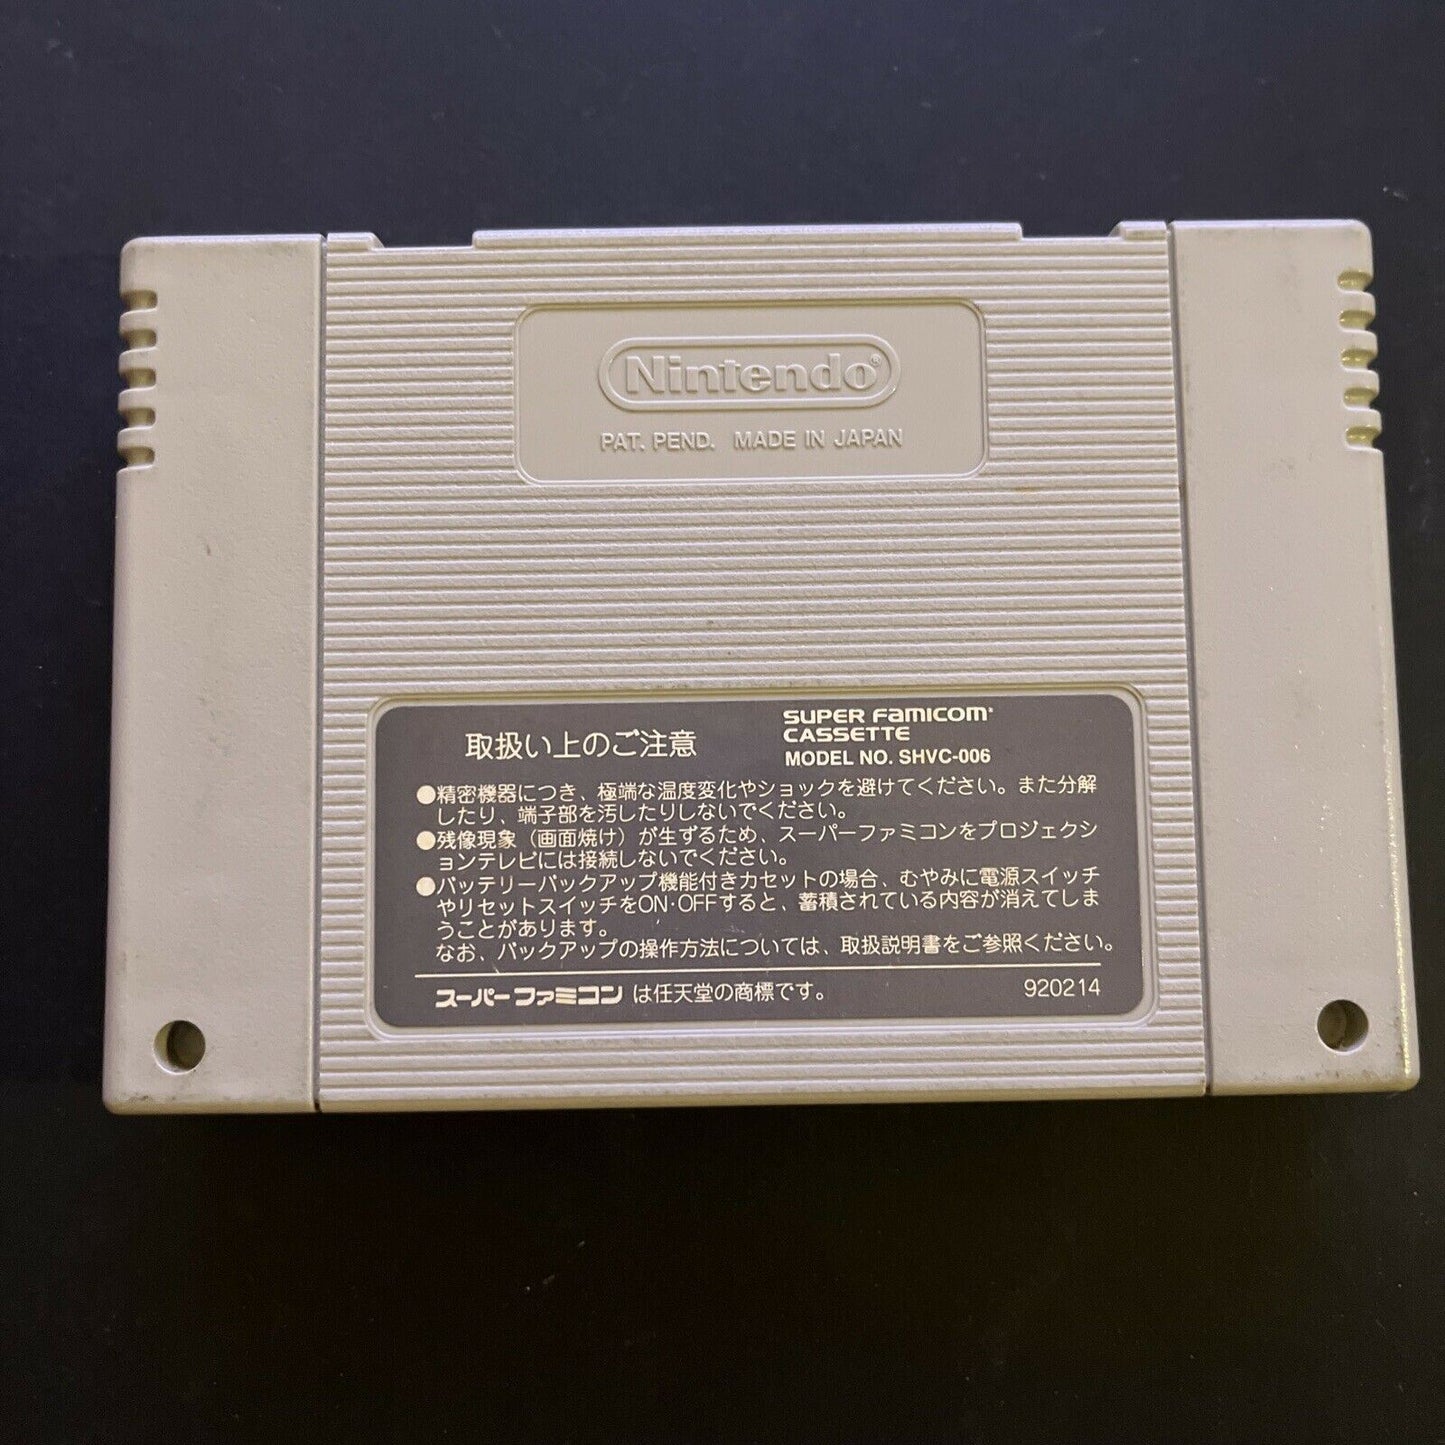 Nintendo®
PAT. PEND. MADE IN JAPAN
取扱い上のご注意
SUPER FAMICOM
CASSETTE
MODEL NO. SHVC-006
●精密機器につき、極端な温度変化やショックを避けてください。また分解
したり、端子部を汚したりしないでください。
●残像現象（画面焼け）が生ずるため、スーパーファミコンをプロジェクシ
ョンテレビには接続しないでください。
●バッテリーバックアップ機能付きカセットの場合、むやみに電源スイッチ
やリセットスイッチをON・OFFすると、蓄積されている内容が消えてしま
うことがあります。
なお、バックアップの操作方法については、取扱説明書をご参照ください。
スーパーファミコン は任天堂の商標です。 920214